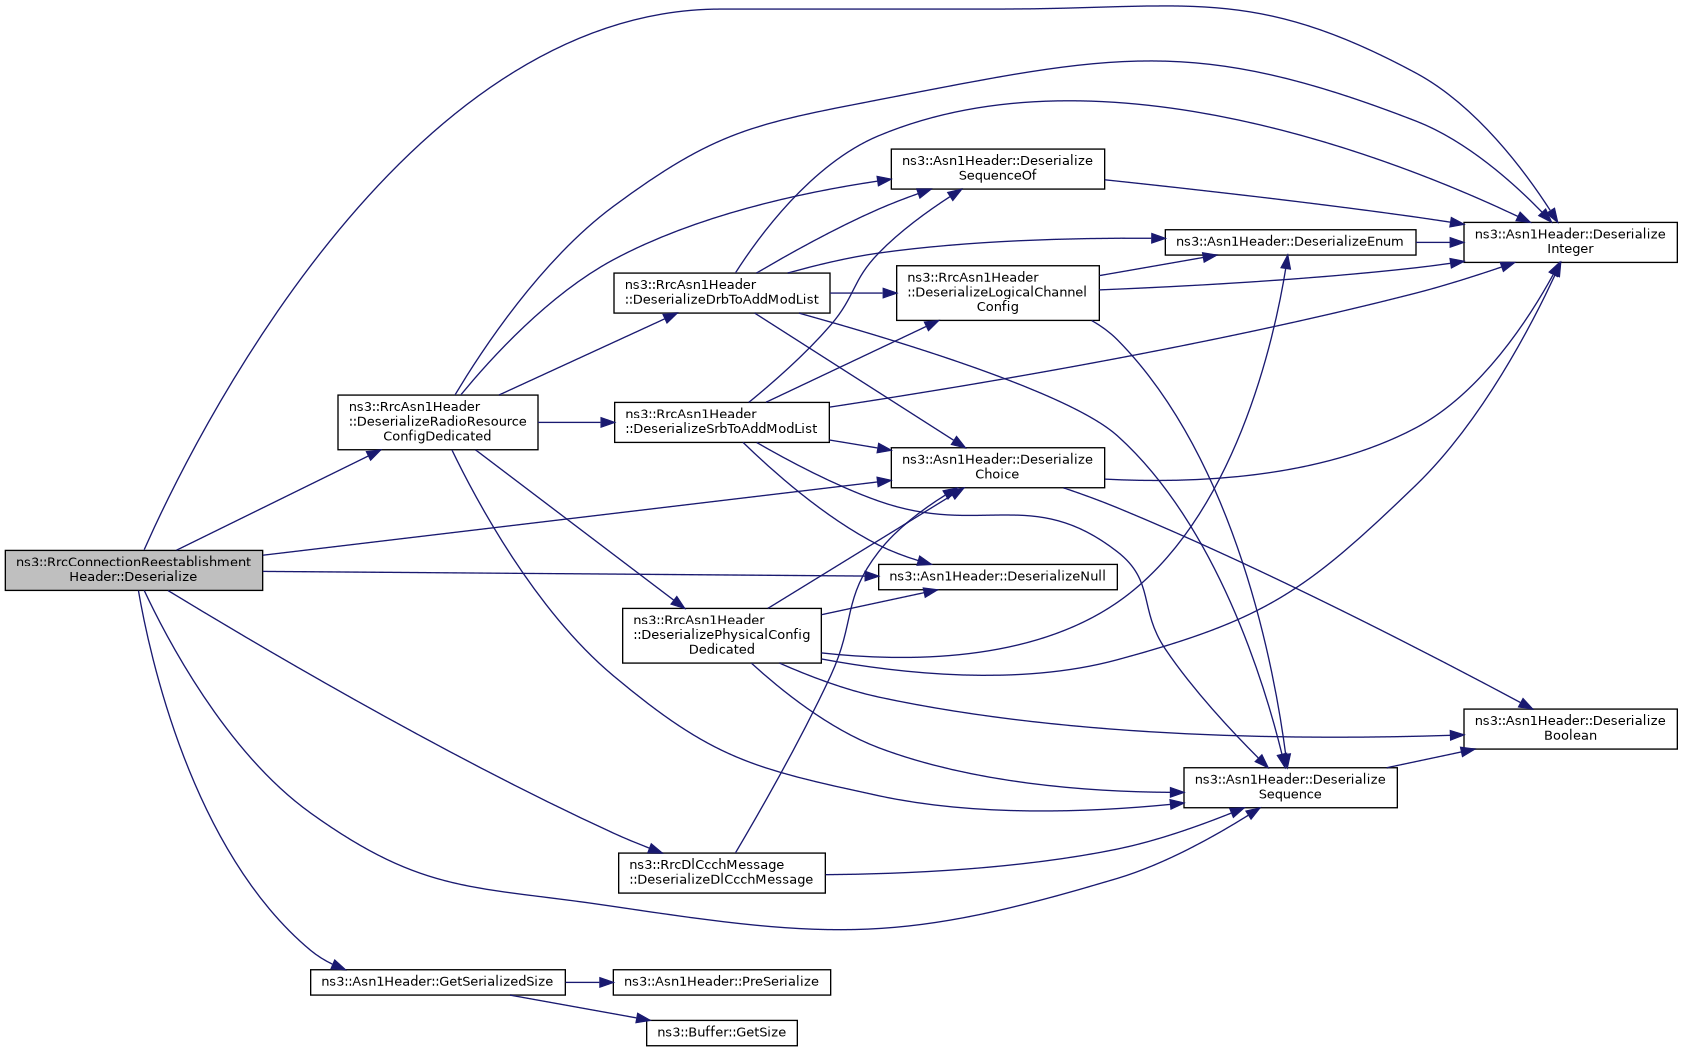 ns3::RrcConnectionReestablishment
Header::Deserialize
ns3::RrcAsn1Header
::DeserializeRadioResource
ConfigDedicated
ns3::Asn1Header::GetSerializedSize
ns3::RrcAsn1Header
::DeserializeDrbToAddModList
ns3::RrcAsn1Header
::DeserializeSrbToAddModList
ns3::RrcAsn1Header
::DeserializePhysicalConfig
Dedicated
ns3::RrcDlCcchMessage
::DeserializeDlCcchMessage
ns3::Asn1Header::PreSerialize
ns3::Buffer::GetSize
ns3::Asn1Header::Deserialize
SequenceOf
ns3::RrcAsn1Header
::DeserializeLogicalChannel
Config
ns3::Asn1Header::Deserialize
Choice
ns3::Asn1Header::DeserializeNull
ns3::Asn1Header::DeserializeEnum
ns3::Asn1Header::Deserialize
Sequence
ns3::Asn1Header::Deserialize
Integer
ns3::Asn1Header::Deserialize
Boolean